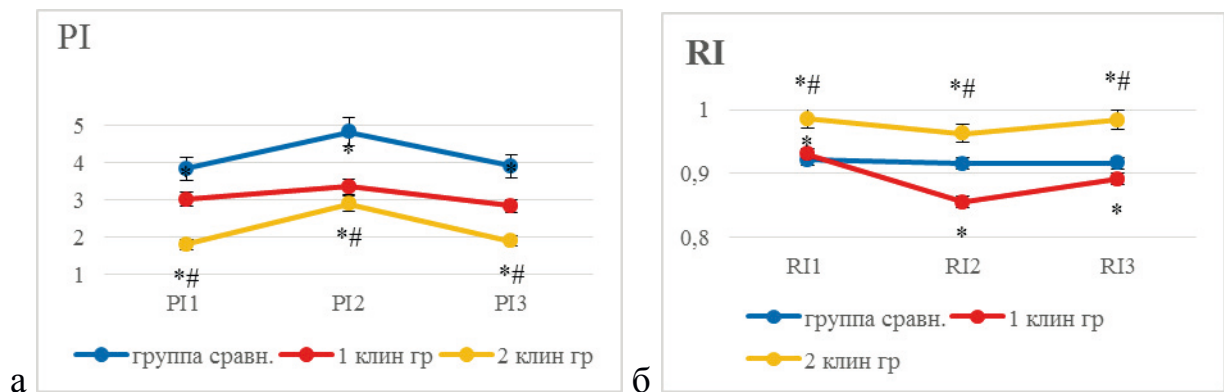 PI
5
*
4
*
*
3
2
*#
1
*#
*#
PI1
PI2
PI3
группа сравн.
1 клин гр
2 клин гр
а
RI
*#
*#
*#
1
*
0,9
*
*
0,8
RI1
RI2
RI3
группа сравн.
1 клин гр
2 клин гр
б